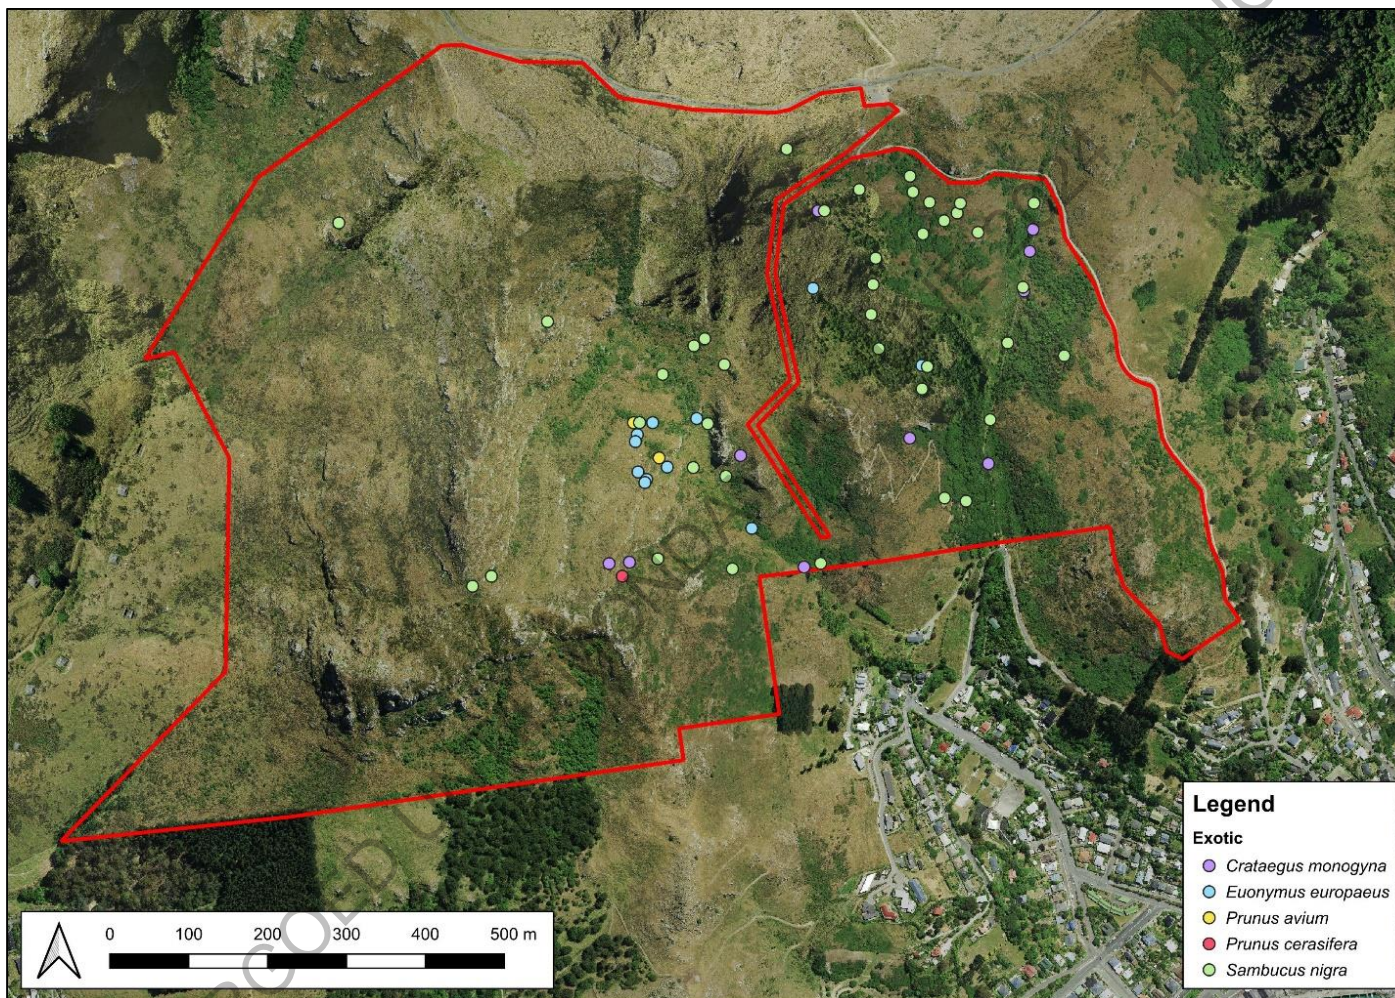 Legend
Exotic
Crataegus monogyna
Euonymus europaeus
Prunus avium
Prunus cerasifera
Sambucus nigra
0 100 200 300 400 500 m